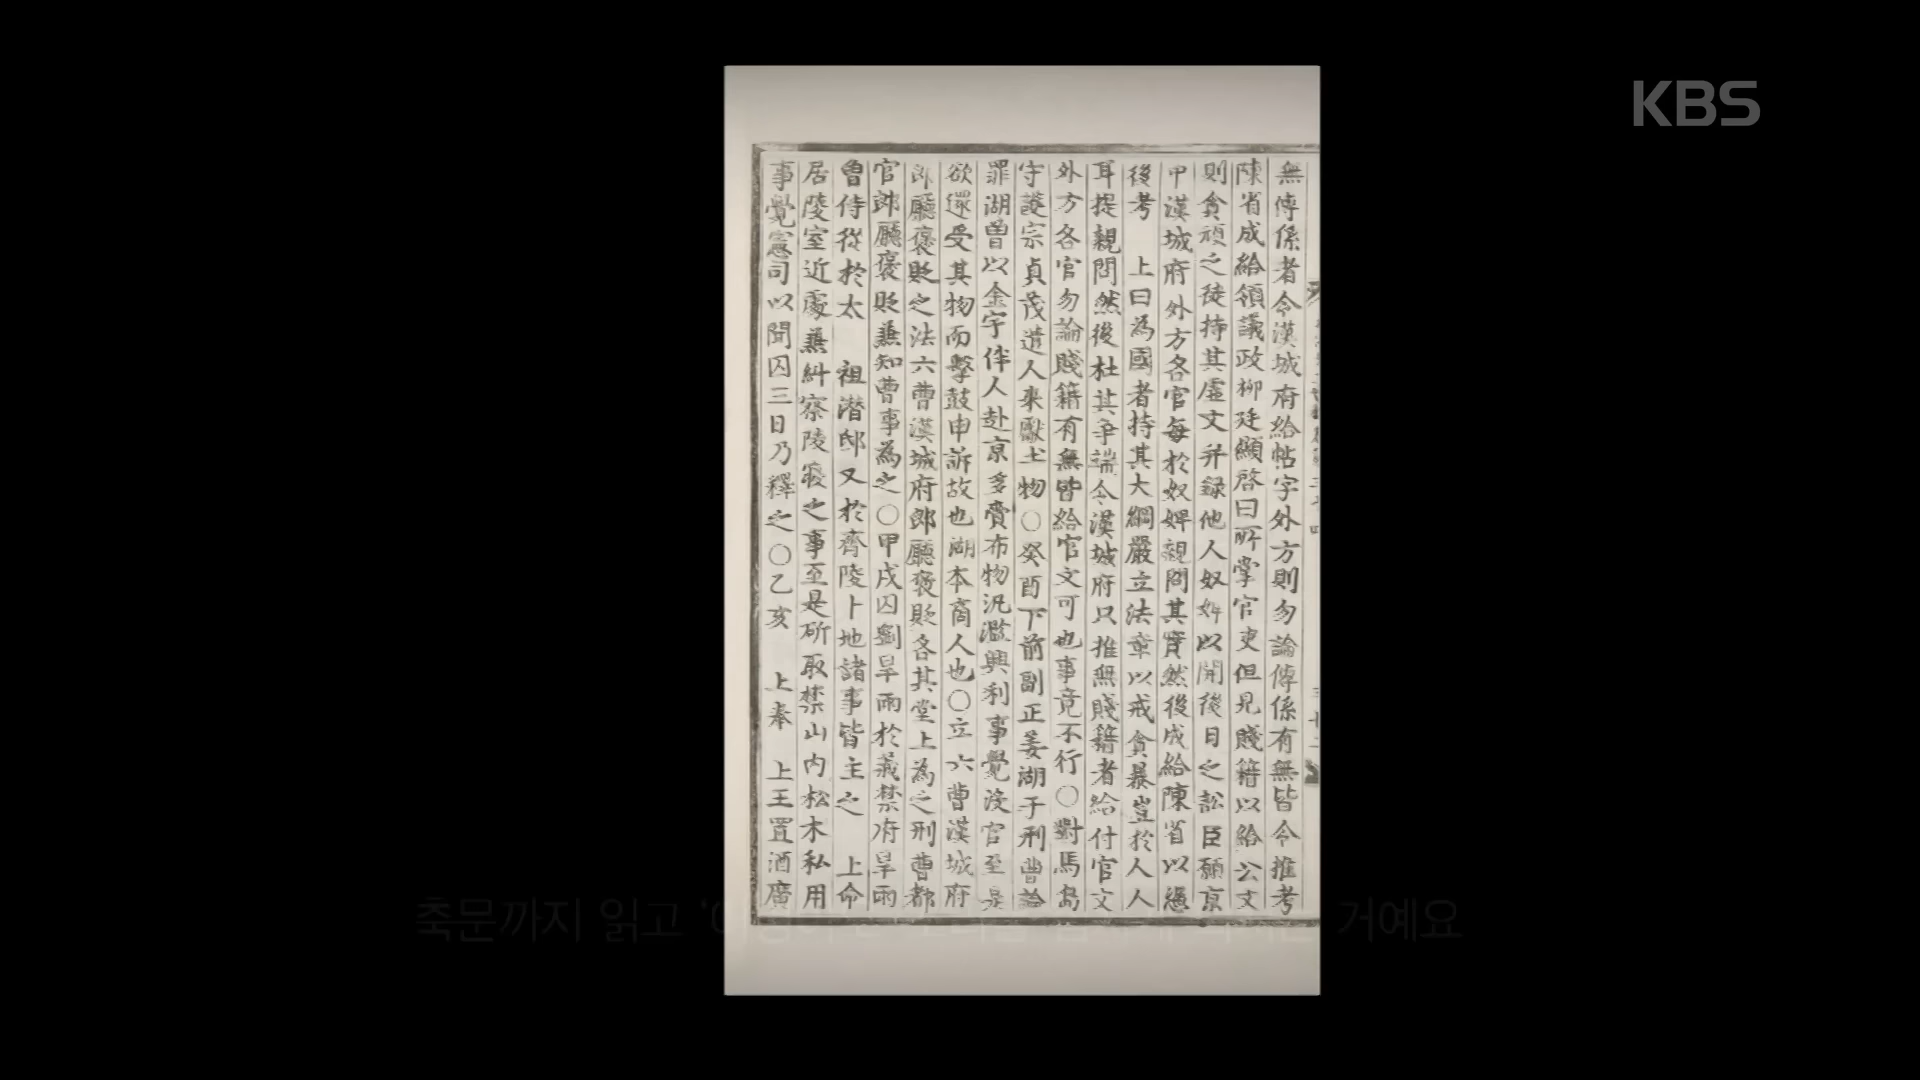 KBS
無傳係者令漢城府給帖字外方則勿論傳係有無皆令推考
陳省成給領議政柳廷顯啓曰所掌官吏但見賤籍以給公文
則貪頑之徒持其虛文幷録他人奴婢以開後日之訟臣願京
中漢城府外方各官每於奴婢親問其實然後成給陳省以憑
後考 上曰為國者持其大綱嚴立法章以戒貪暴豈於人人
耳提親問然後杜其爭端令漢城府只推無賤籍者給付官文
外方各官勿論賤籍有無皆給官文可也事竟不行○對馬島
守護宗貞茂遣人來獻土物○癸酉下前副正姜湖于刑曹論
罪湖曽以金宇伴人赴京多賫布物汎濫興利事覺沒官至是
欲還受其物而擊鼓申訴故也湖本商人也○立六曹漢城府
郎廳褒貶之法六曹漢城府郎廳褒貶各其堂上為之刑曹都
官郎廳褒貶兼知曹事為之○甲戌囚劉旱雨於義禁府旱雨
曽侍從於太 祖潛邸又於齊陵卜地諸事皆主之 上命
居陵室近處兼糾察陵寢之事至是斫取禁山内松木私用
事覺憲司以聞囚三日乃釋之○乙亥 上奉 上王置酒廣
축문까지 읽고 거예요